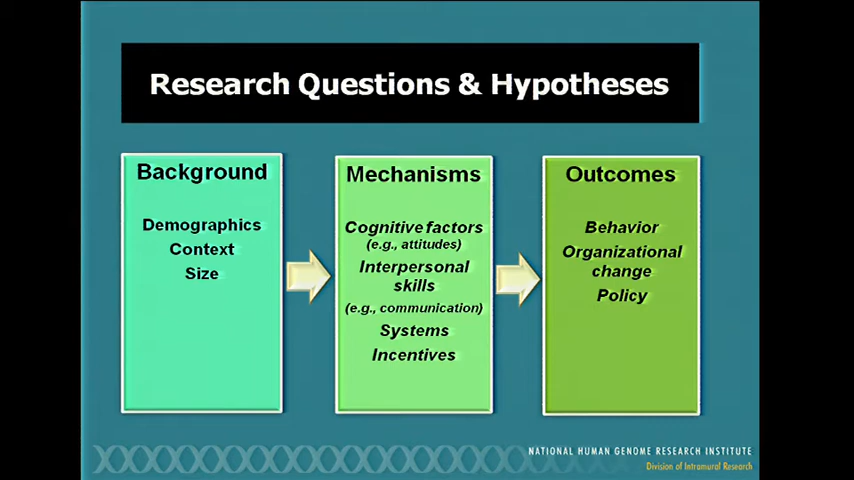 Research Questions & Hypotheses
Background
Demographics
Context
Size
Mechanisms
Cognitive factors
(e.g., attitudes)
Interpersonal
skills
(e.g., communication)
Systems
Incentives
Outcomes
Behavior
Organizational
change
Policy
NATIONAL HUMAN GENOME RESEARCH INSTITUTE
Division of Intramural Research